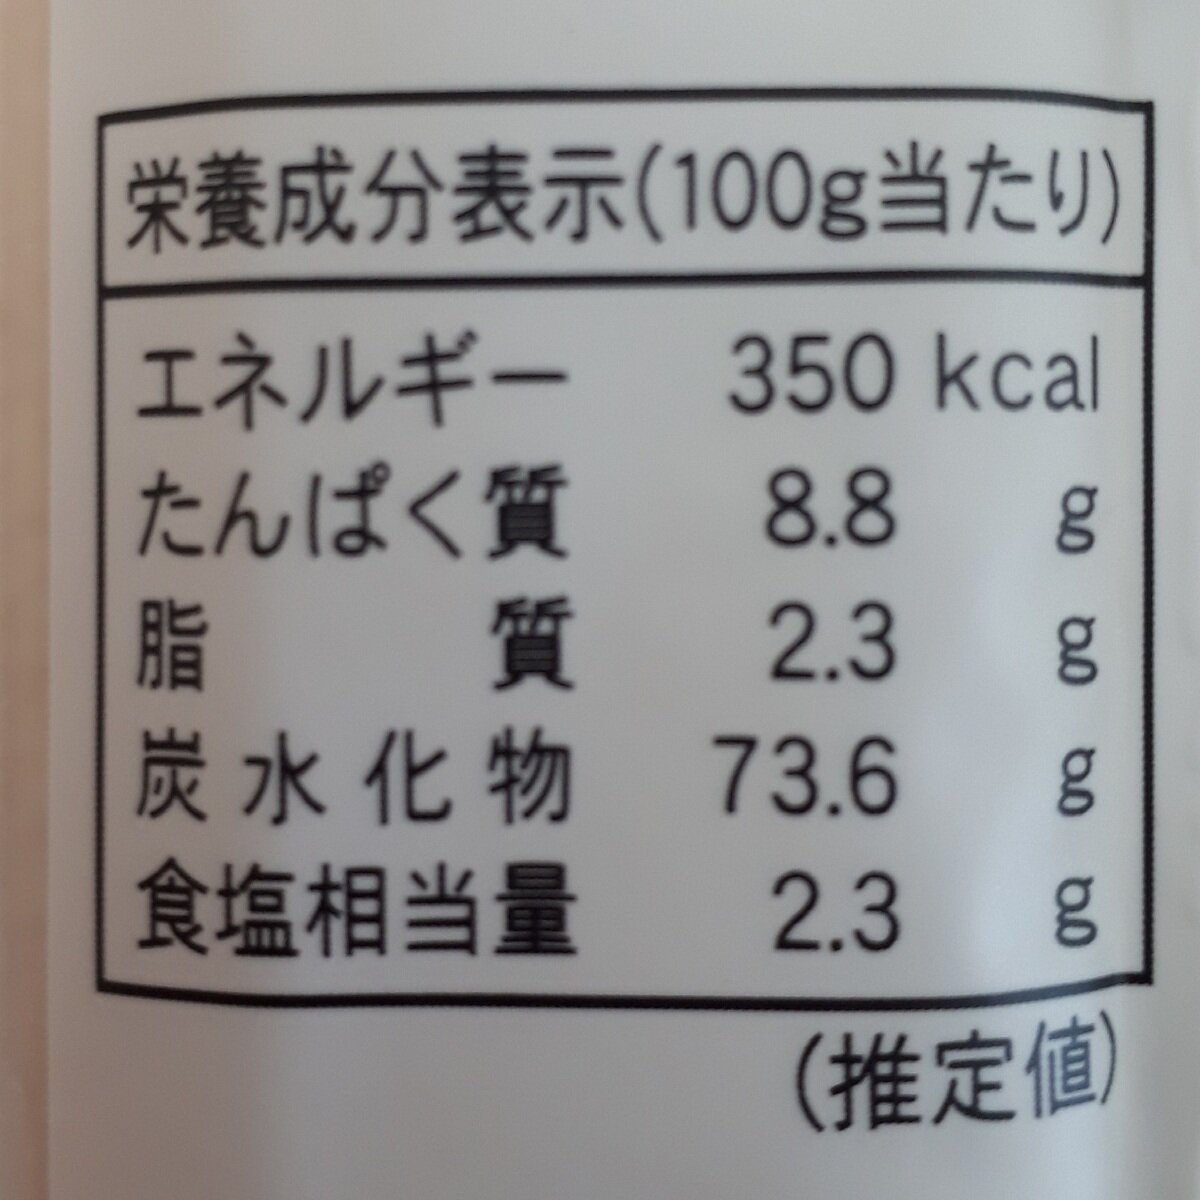 栄養成分表示(100g当たり)
エネルギー 350 kcal
たんぱく質 8.8 g
脂質 2.3 g
炭水化物 73.6 g
食塩相当量 2.3 g
(推定値)